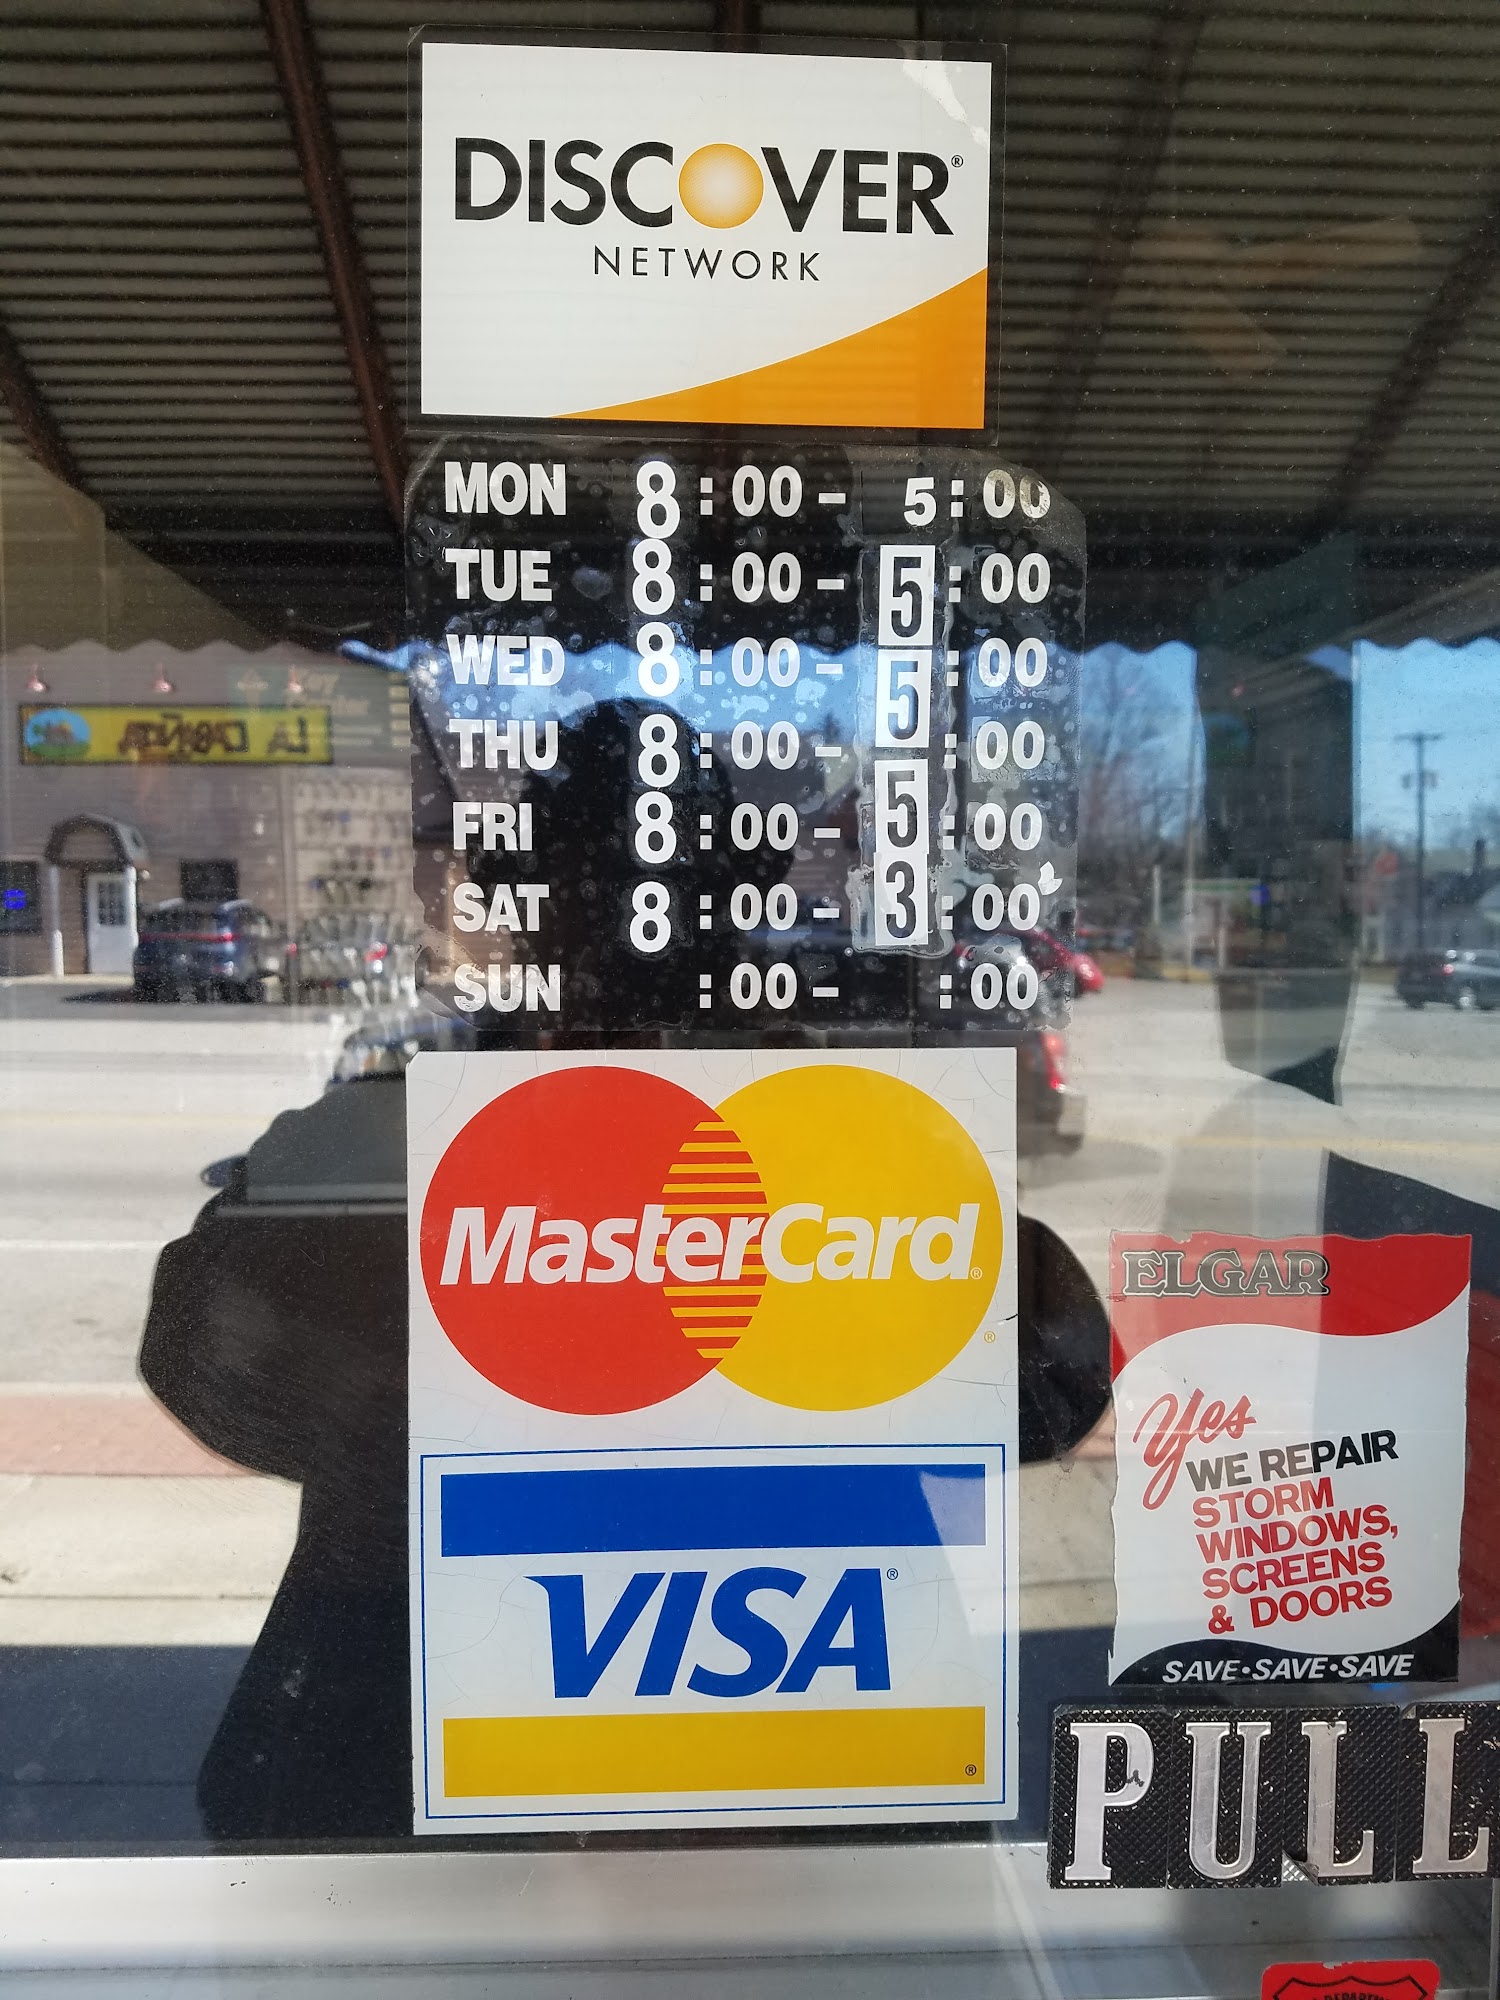 DISCOVER®
NETWORK
MON 8:00 - 5:00
TUE 8:00 - 5:00
WED 8:00 - 5:00
THU 8:00 - :00
FRI 8:00 - 5:00
SAT 8:00 - 3:00
SUN :00 - :00
LA CABAÑITA
MasterCard®
®
VISA®
®
ELGAR
Yes
WE REPAIR
STORM
WINDOWS,
SCREENS
& DOORS
SAVE•SAVE•SAVE
PULL